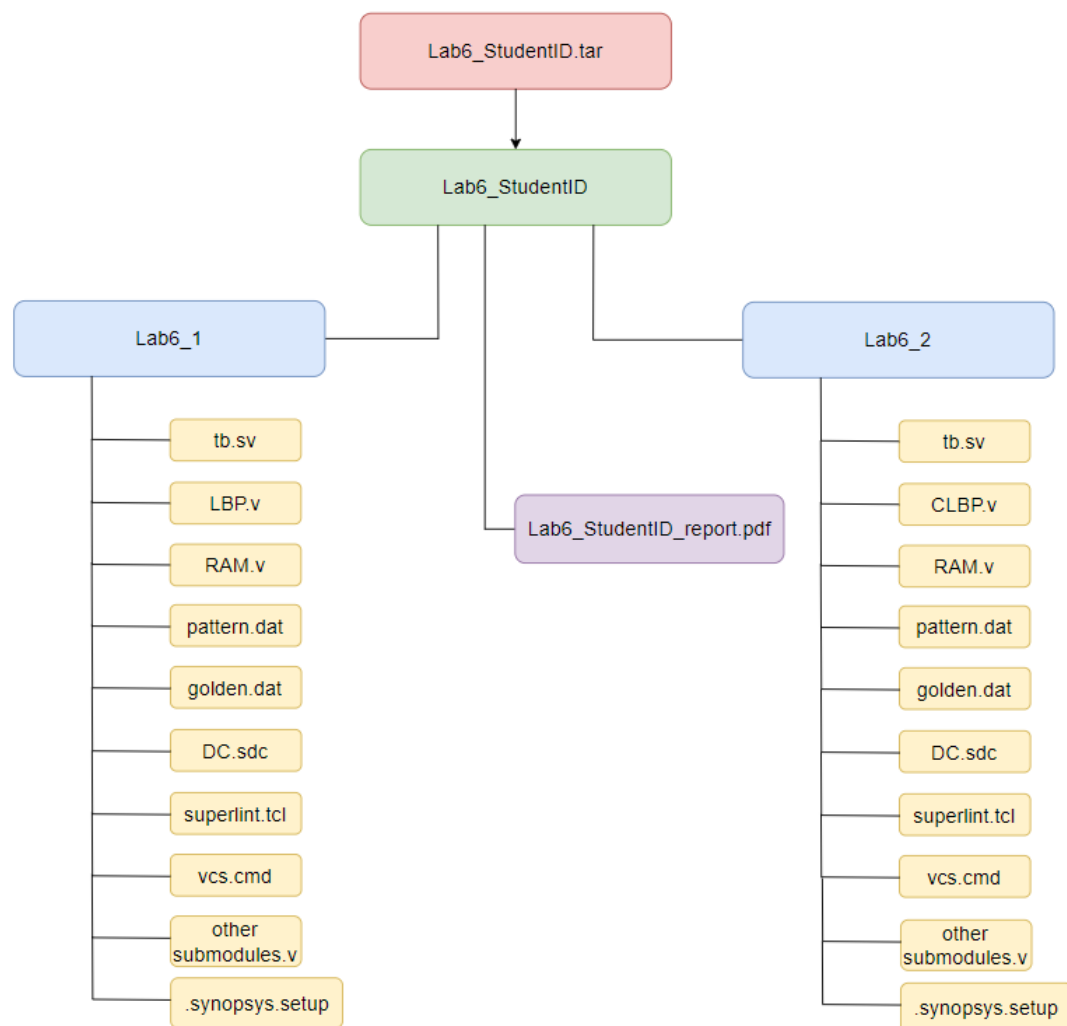 Lab6_StudentID.tar
Lab6_StudentID
Lab6_1
tb.sv
LBP.v
RAM.v
pattern.dat
golden.dat
DC.sdc
superlint.tcl
vcs.cmd
other
submodules.v
.synopsys.setup
Lab6_StudentID_report.pdf
Lab6_2
tb.sv
CLBP.v
RAM.v
pattern.dat
golden.dat
DC.sdc
superlint.tcl
vcs.cmd
other
submodules.v
.synopsys.setup